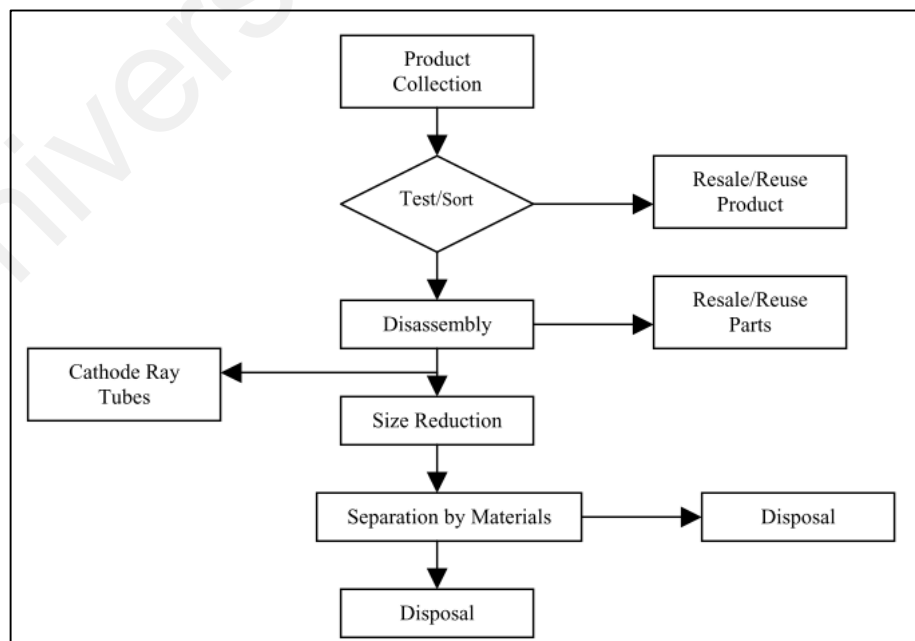 Product
Collection
Test/Sort
Resale/Reuse
Product
Disassembly
Resale/Reuse
Parts
Cathode Ray
Tubes
Size Reduction
Separation by Materials
Disposal
Disposal